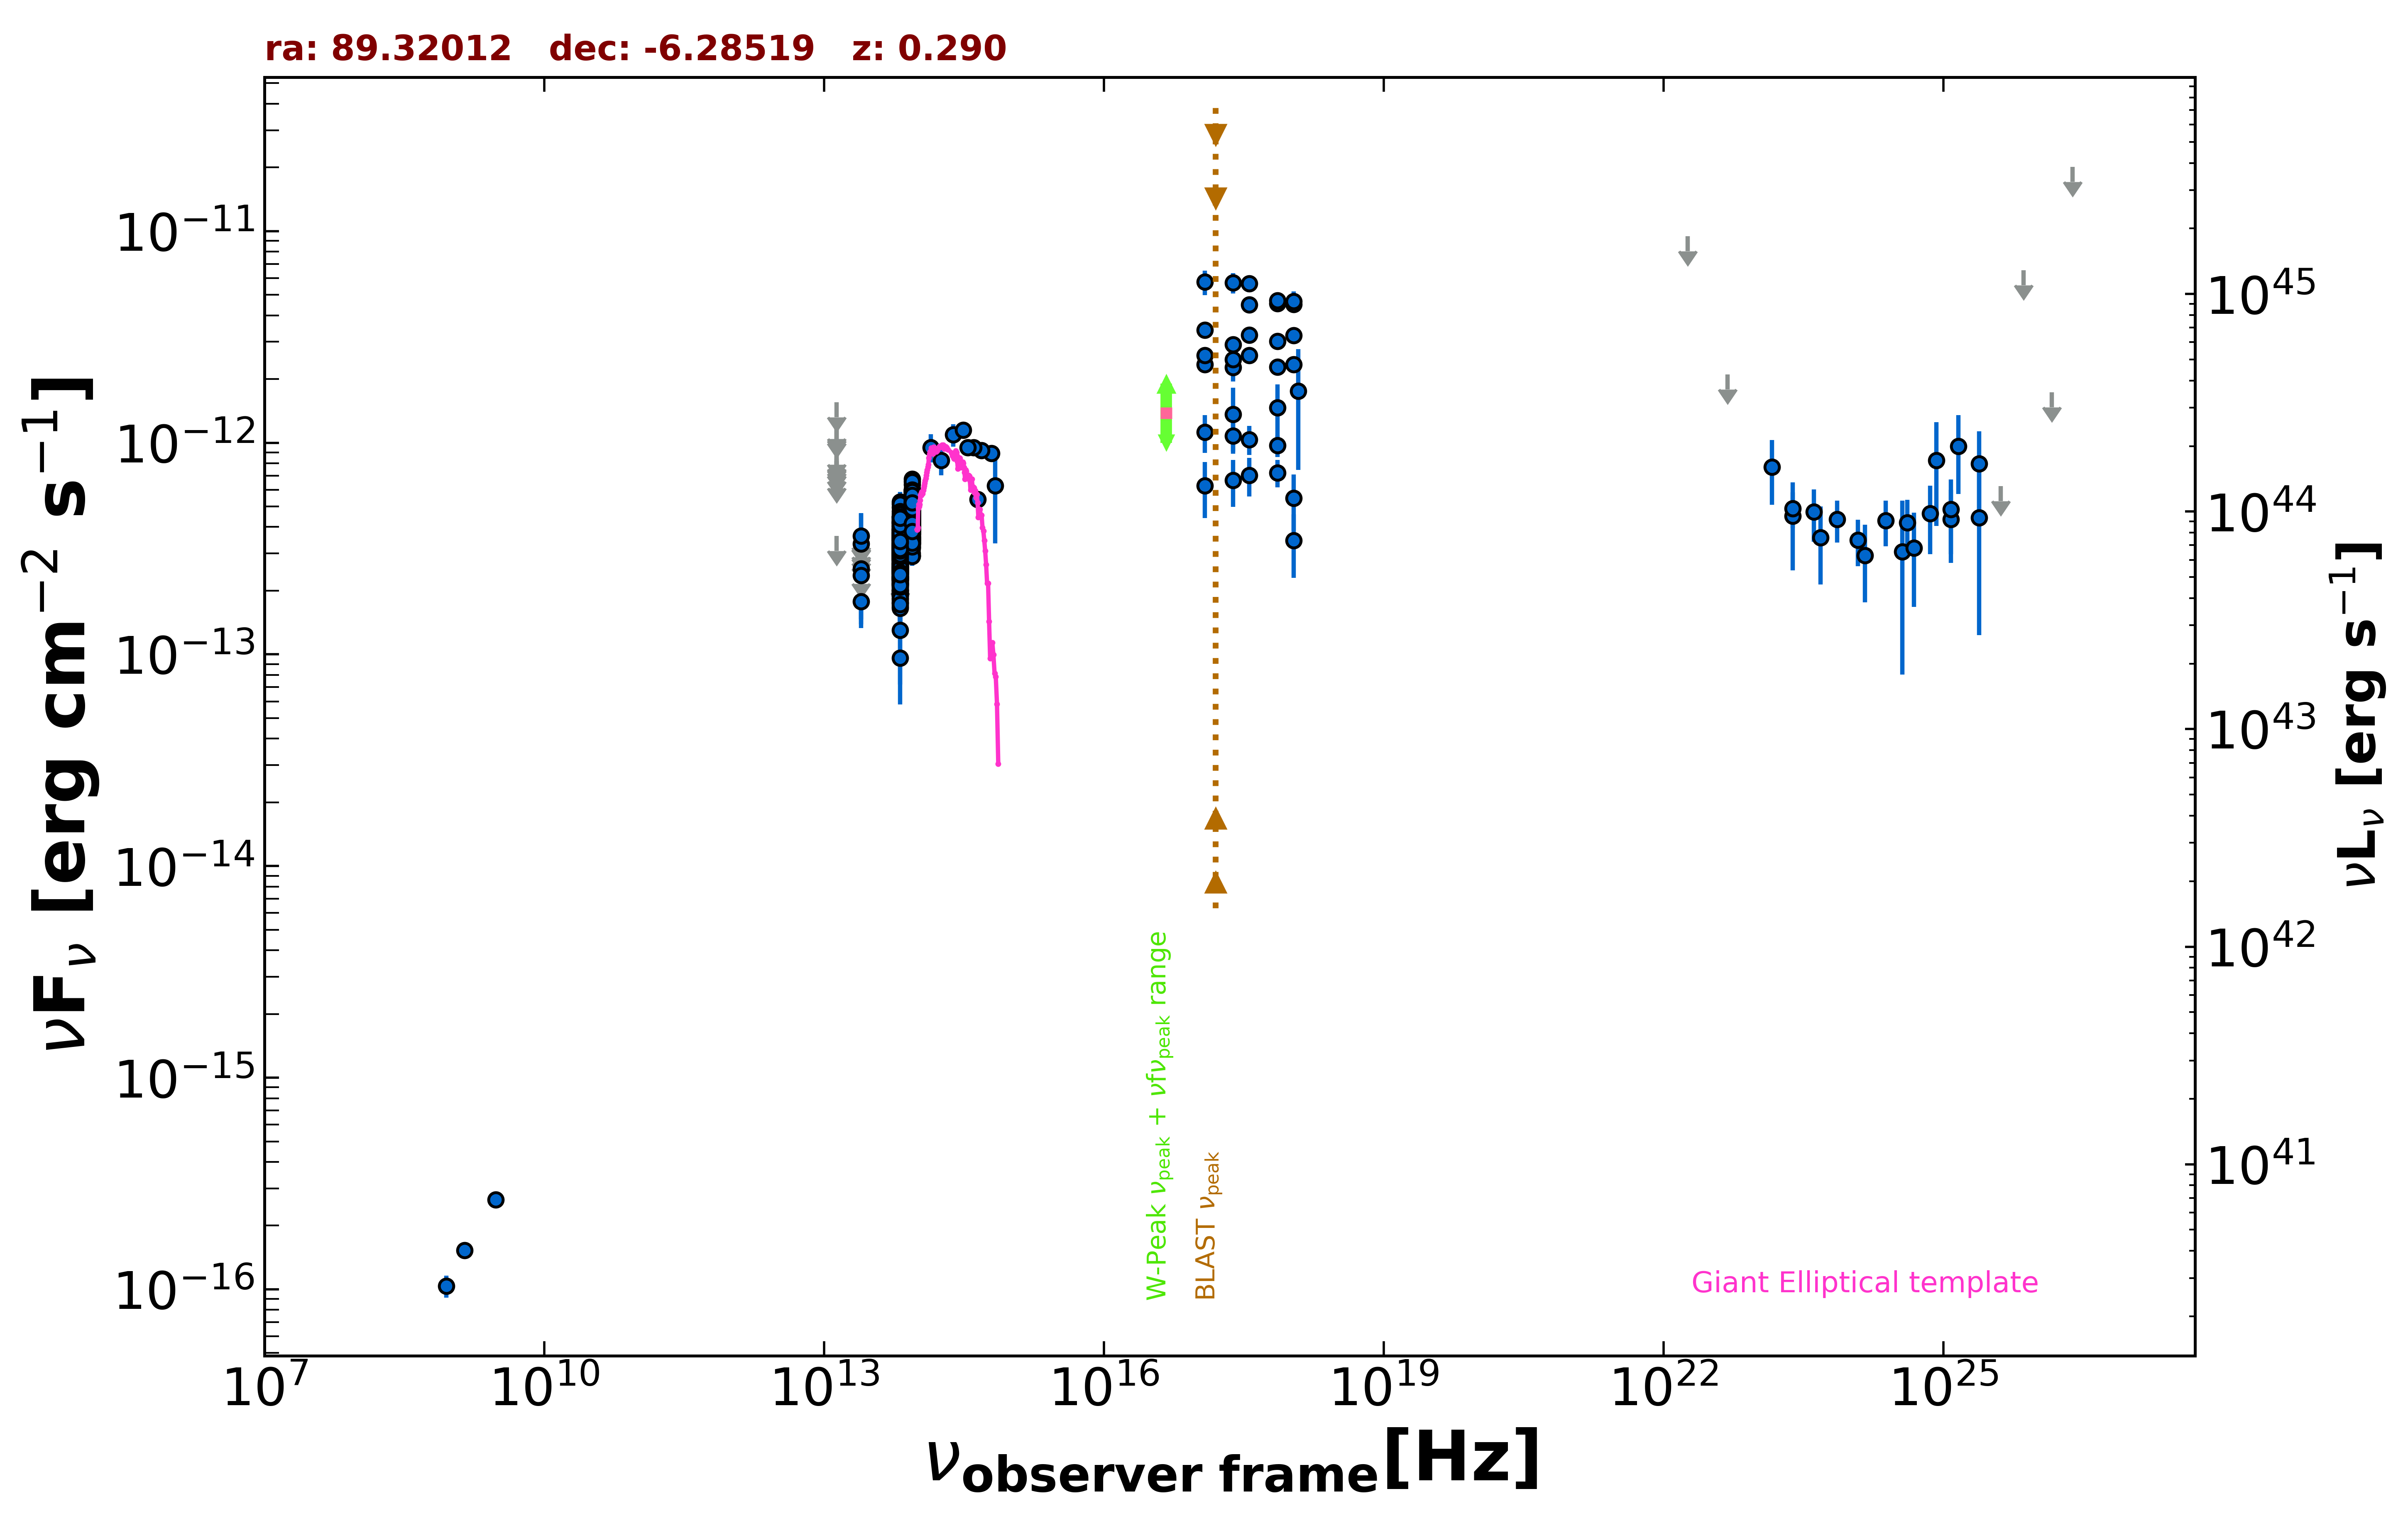 ra: 89.32012   dec: -6.28519   z: 0.290
νFν [erg cm−2 s−1]
10−11
10−12
10−13
10−14
10−15
10−16
1045
1044
1043
1042
1041
νLν [erg s−1]
W-Peak νpeak + νfνpeak range
BLAST νpeak
Giant Elliptical template
107 1010 1013 1016 1019 1022 1025
νobserver frame[Hz]